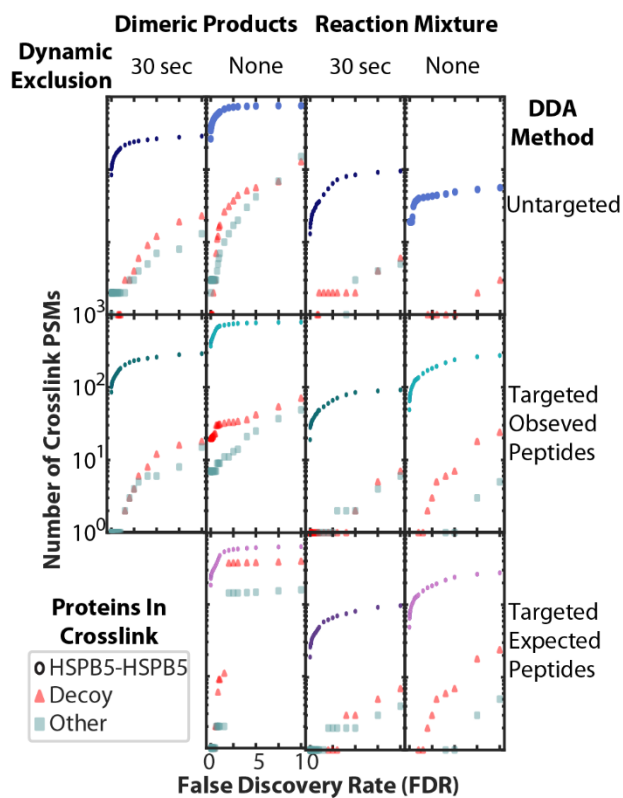 Dimeric Products Reaction Mixture
Dynamic
Exclusion
30 sec None 30 sec None
DDA
Method
Untargeted
Number of Crosslink PSMs
10³
10²
10¹
10⁰
Targeted
Obseved
Peptides
Targeted
Expected
Peptides
Proteins In
Crosslink
HSPB5-HSPB5
Decoy
Other
0 5 10
False Discovery Rate (FDR)